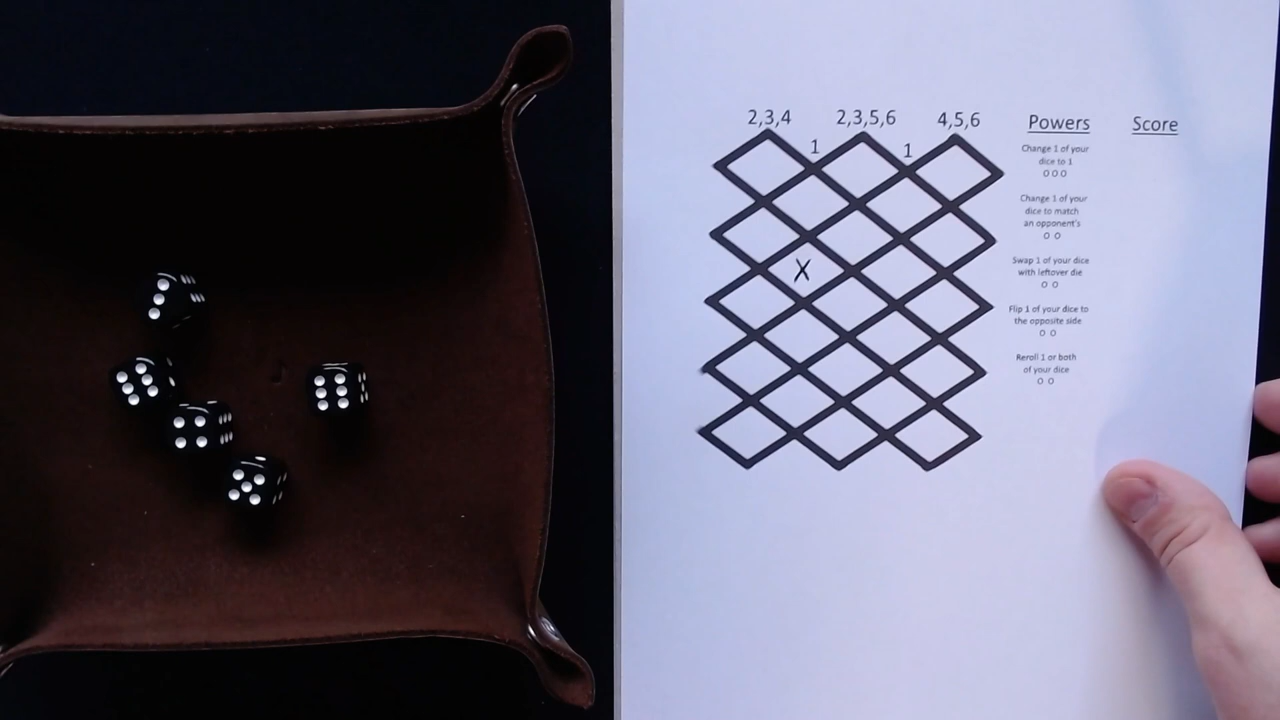 2,3,4 2,3,5,6 4,5,6
1 1
X
Powers
Change 1 of your
dice to 1
O O O
Change 1 of your
dice to match
an opponent's
O O
Swap 1 of your dice
with leftover die
O O
Flip 1 of your dice to
the opposite side
O O
Reroll 1 or both
of your dice
O O
Score